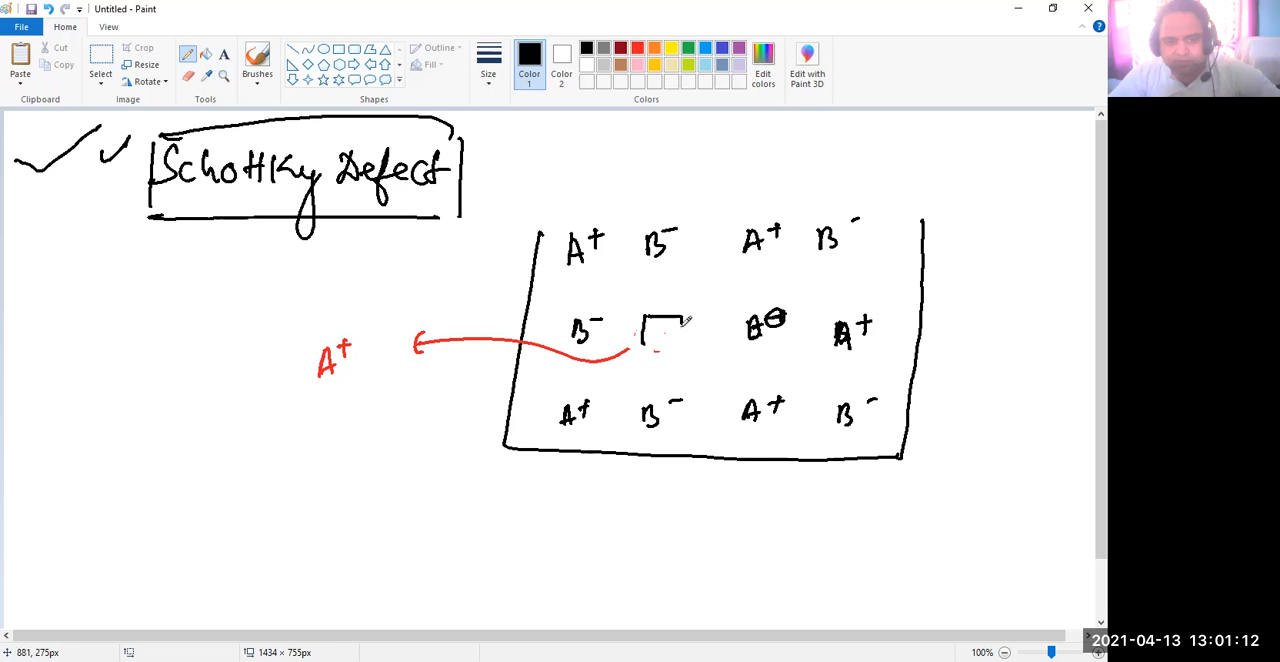 Untitled - Paint
File Home View
Paste Cut Copy Clipboard
Select Crop Resize Rotate Image
Tools
Brushes
Outline Fill Shapes
Size
Color 1 Color 2 Edit colors Colors
Edit with Paint 3D
Schottky Defect
A+ B- A+ B-
B- A+
A+
A+ B- A+ B-
2021-04-13 13:01:12
881, 275px 1434 × 755px 100%